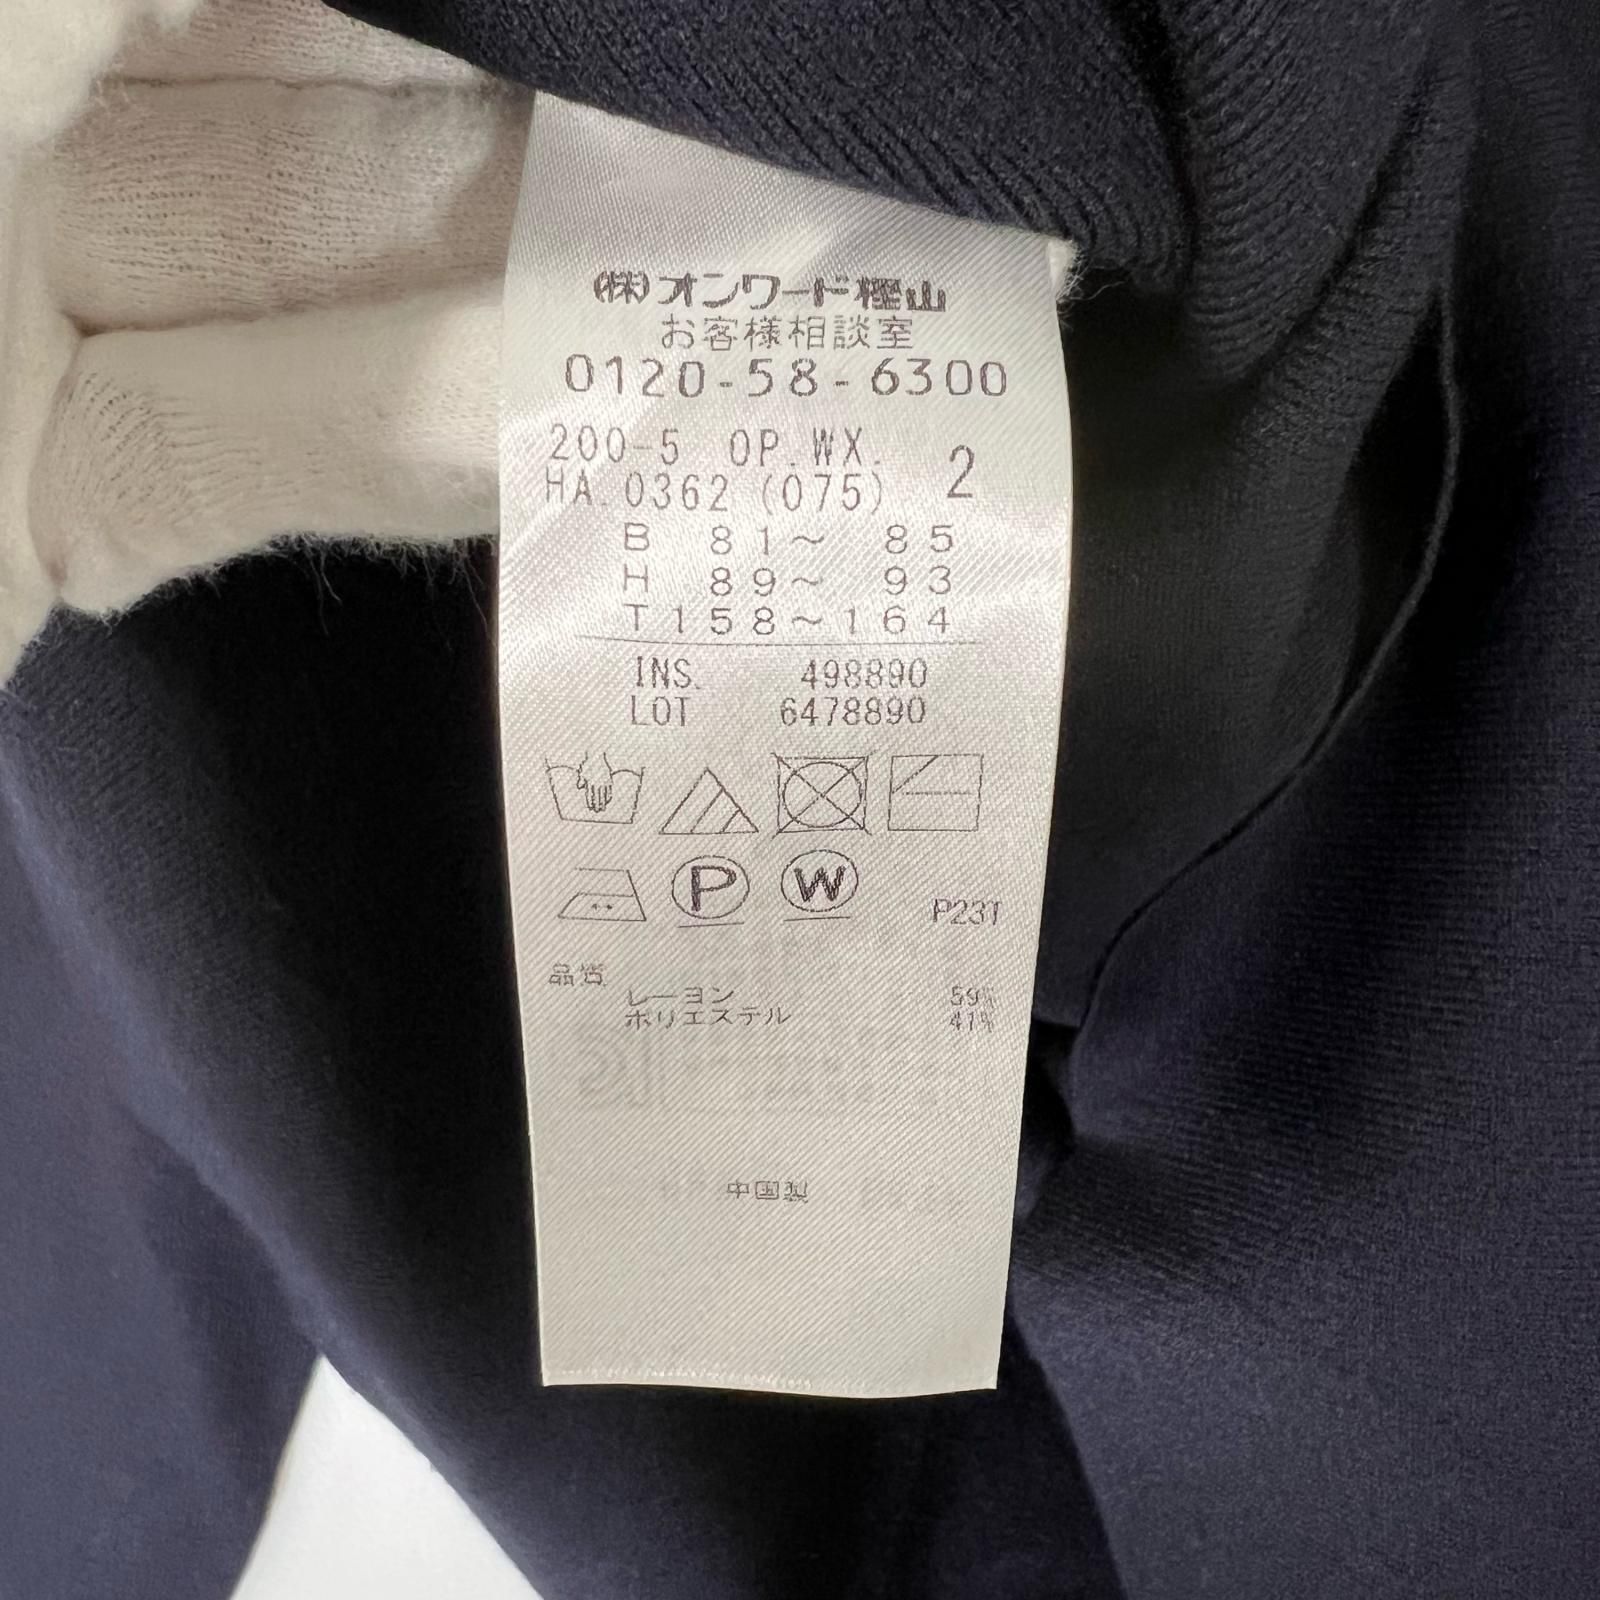 (株)オンワード樫山
お客様相談室
0120-58-6300
200-5 OP.WX. 2
HA.0362(075)
B 81～ 85
H 89～ 93
T158～164
INS. 498890
LOT 6478890
P W P23T
品質
レーヨン 59%
ポリエステル 41%
中国製